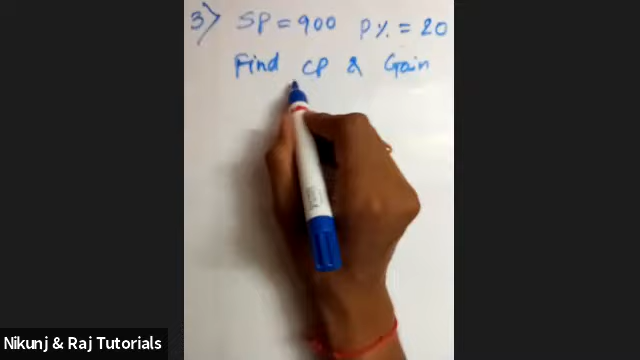 3) SP = 900 P% = 20
Find CP & Gain
Nikunj & Raj Tutorials